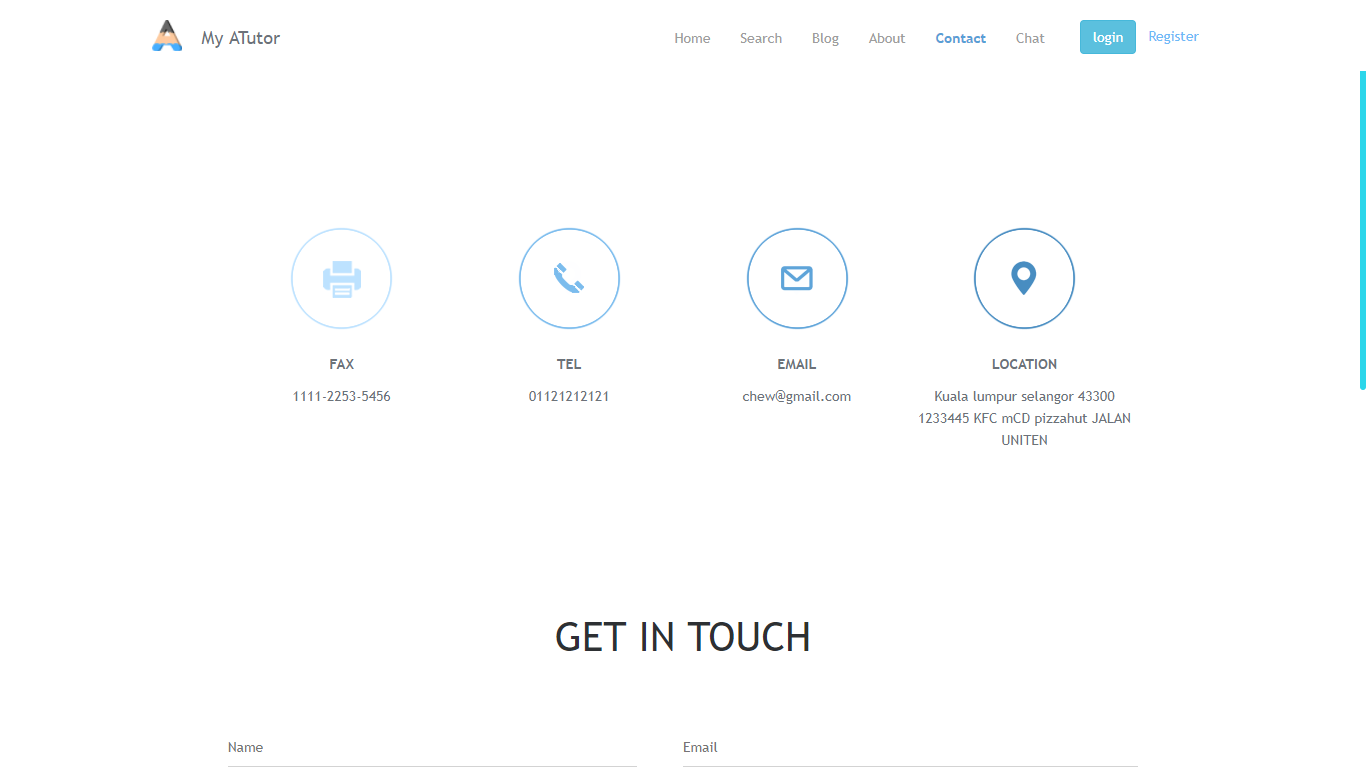 My ATutor
Home Search Blog About Contact Chat login Register
FAX TEL EMAIL LOCATION
1111-2253-5456 01121212121 chew@gmail.com Kuala lumpur selangor 43300
1233445 KFC mCD pizzahut JALAN
UNITEN
GET IN TOUCH
Name Email